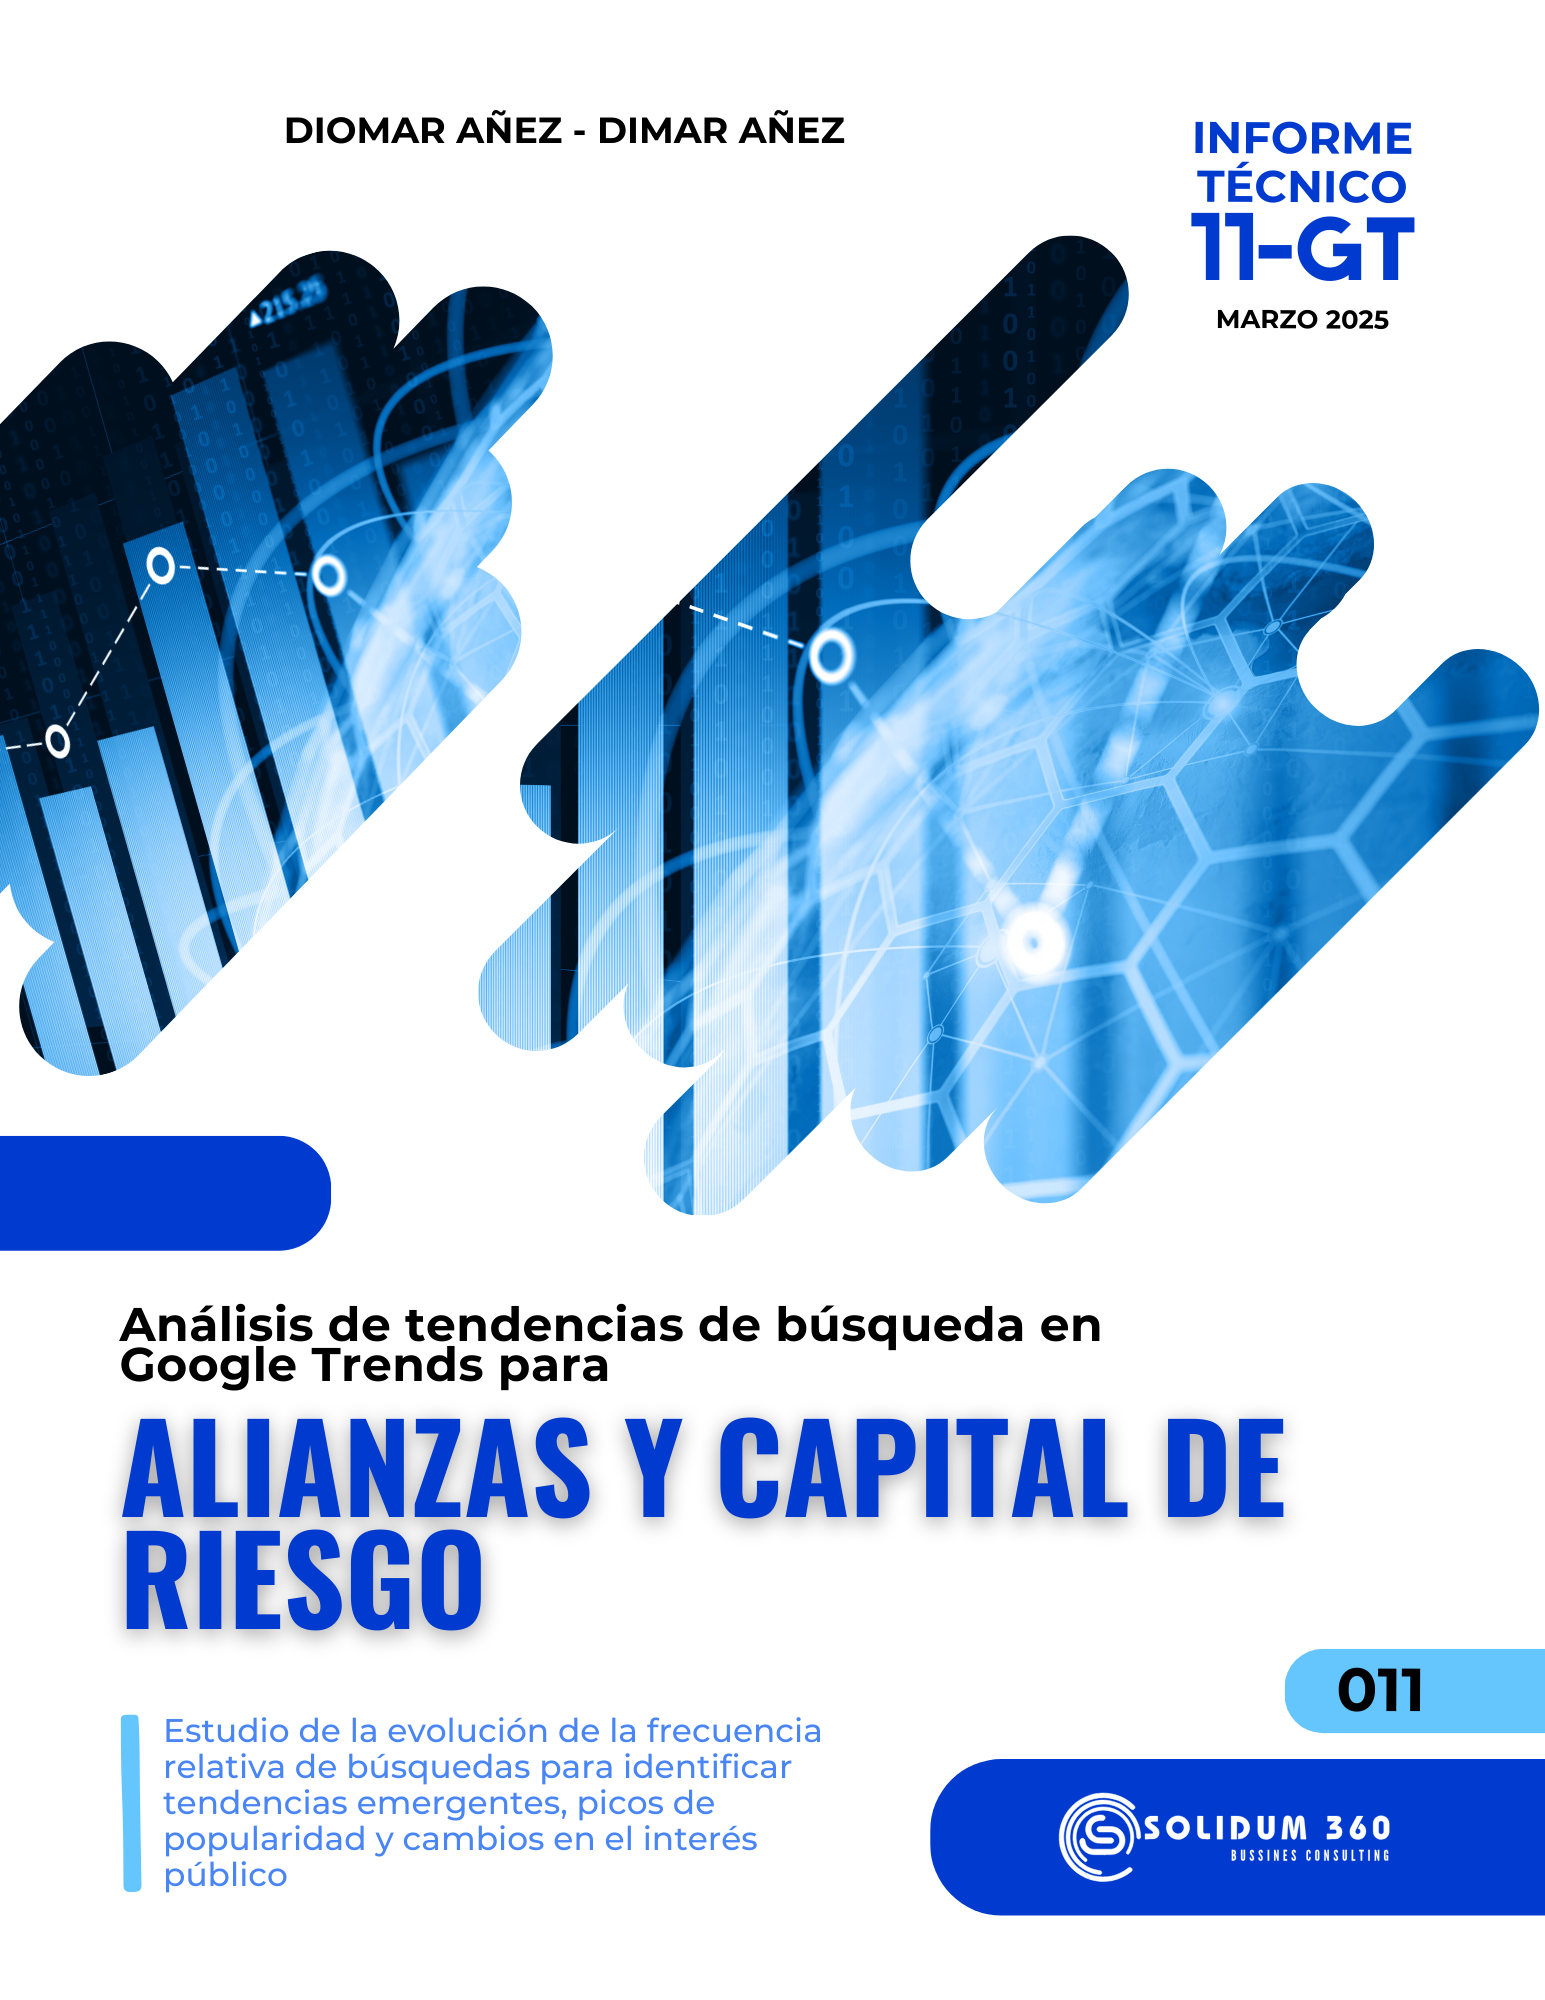 DIOMAR AÑEZ - DIMAR AÑEZ
INFORME
TÉCNICO
11-GT
MARZO 2025
▲215.25
Análisis de tendencias de búsqueda en
Google Trends para
ALIANZAS Y CAPITAL DE
RIESGO
Estudio de la evolución de la frecuencia
relativa de búsquedas para identificar
tendencias emergentes, picos de
popularidad y cambios en el interés
público
011
SOLIDUM 360
BUSSINES CONSULTING